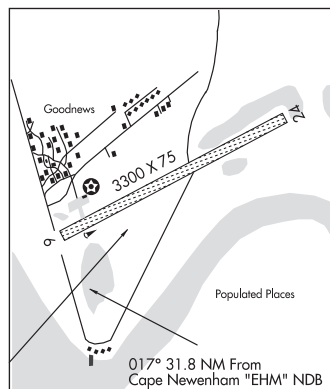 Goodnews
24
3300 X 75
6
Populated Places
017° 31.8 NM From
Cape Newenham "EHM" NDB